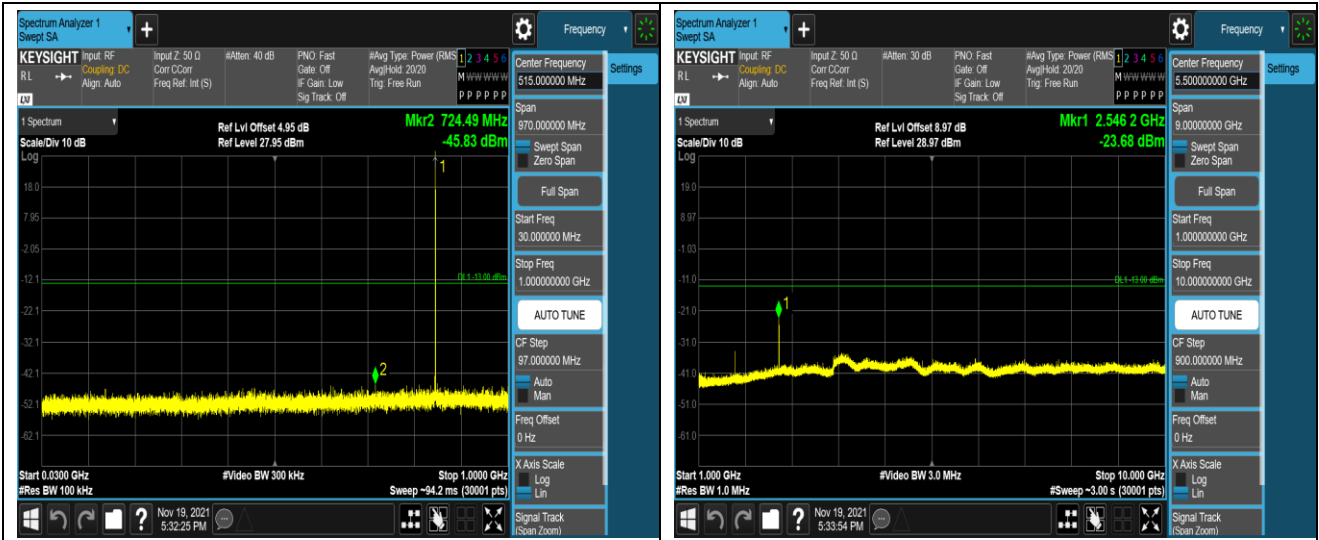 Spectrum Analyzer 1
Swept SA
Frequency
KEYSIGHT
RL
Input: RF
Coupling: DC
Align: Auto
Input Z: 50 Ω
Corr CCorr
Freq Ref: Int (S)
#Atten: 40 dB
PNO: Fast
Gate: Off
IF Gain: Low
Sig Track: Off
#Avg Type: Power (RMS
Avg|Hold: 20/20
Trig: Free Run
1 2 3 4 5 6
M W W W W W
P P P P P P
1 Spectrum
Scale/Div 10 dB
Log
Ref Lvl Offset 4.95 dB
Ref Level 27.95 dBm
Mkr2 724.49 MHz
-45.83 dBm
1
18.0
7.95
-2.05
-12.1
DL1 -13.00 dBm
-22.1
-32.1
-42.1
2
-52.1
-62.1
Start 0.0300 GHz
#Res BW 100 kHz
#Video BW 300 kHz
Stop 1.0000 GHz
Sweep ~94.2 ms (30001 pts)
Nov 19, 2021
5:32:25 PM
Center Frequency
515.000000 MHz
Settings
Span
970.000000 MHz
Swept Span
Zero Span
Full Span
Start Freq
30.000000 MHz
Stop Freq
1.000000000 GHz
AUTO TUNE
CF Step
97.000000 MHz
Auto
Man
Freq Offset
0 Hz
X Axis Scale
Log
Lin
Signal Track
(Span Zoom)
Spectrum Analyzer 1
Swept SA
Frequency
KEYSIGHT
RL
Input: RF
Coupling: DC
Align: Auto
Input Z: 50 Ω
Corr CCorr
Freq Ref: Int (S)
#Atten: 30 dB
PNO: Fast
Gate: Off
IF Gain: Low
Sig Track: Off
#Avg Type: Power (RMS
Avg|Hold: 20/20
Trig: Free Run
1 2 3 4 5 6
M W W W W W
P P P P P P
1 Spectrum
Scale/Div 10 dB
Log
Ref Lvl Offset 8.97 dB
Ref Level 28.97 dBm
Mkr1 2.546 2 GHz
-23.68 dBm
19.0
8.97
-1.03
-11.0
DL1 -13.00 dBm
-21.0
1
-31.0
-41.0
-51.0
-61.0
Start 1.000 GHz
#Res BW 1.0 MHz
#Video BW 3.0 MHz
Stop 10.000 GHz
#Sweep ~3.00 s (30001 pts)
Nov 19, 2021
5:33:54 PM
Center Frequency
5.500000000 GHz
Settings
Span
9.00000000 GHz
Swept Span
Zero Span
Full Span
Start Freq
1.000000000 GHz
Stop Freq
10.000000000 GHz
AUTO TUNE
CF Step
900.000000 MHz
Auto
Man
Freq Offset
0 Hz
X Axis Scale
Log
Lin
Signal Track
(Span Zoom)